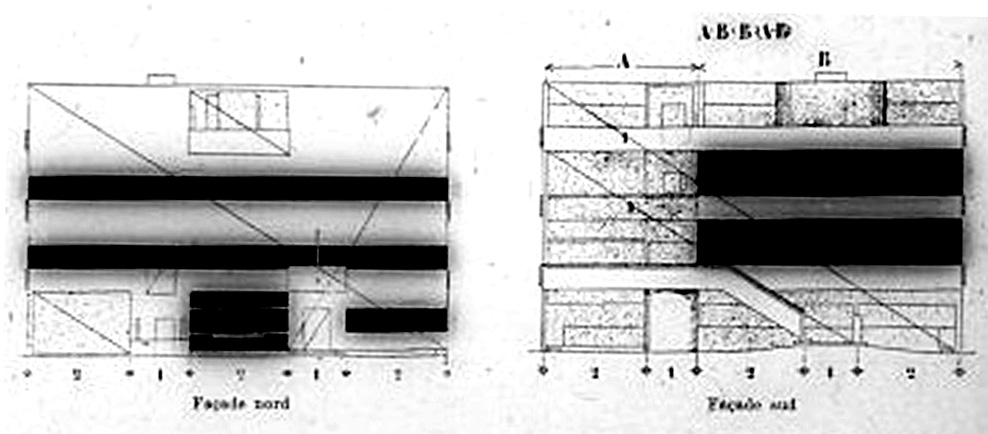 A:B=B:(A+B)
A B
2 1 2 1 2
2 1 2 1 2
Façade nord
Façade sud